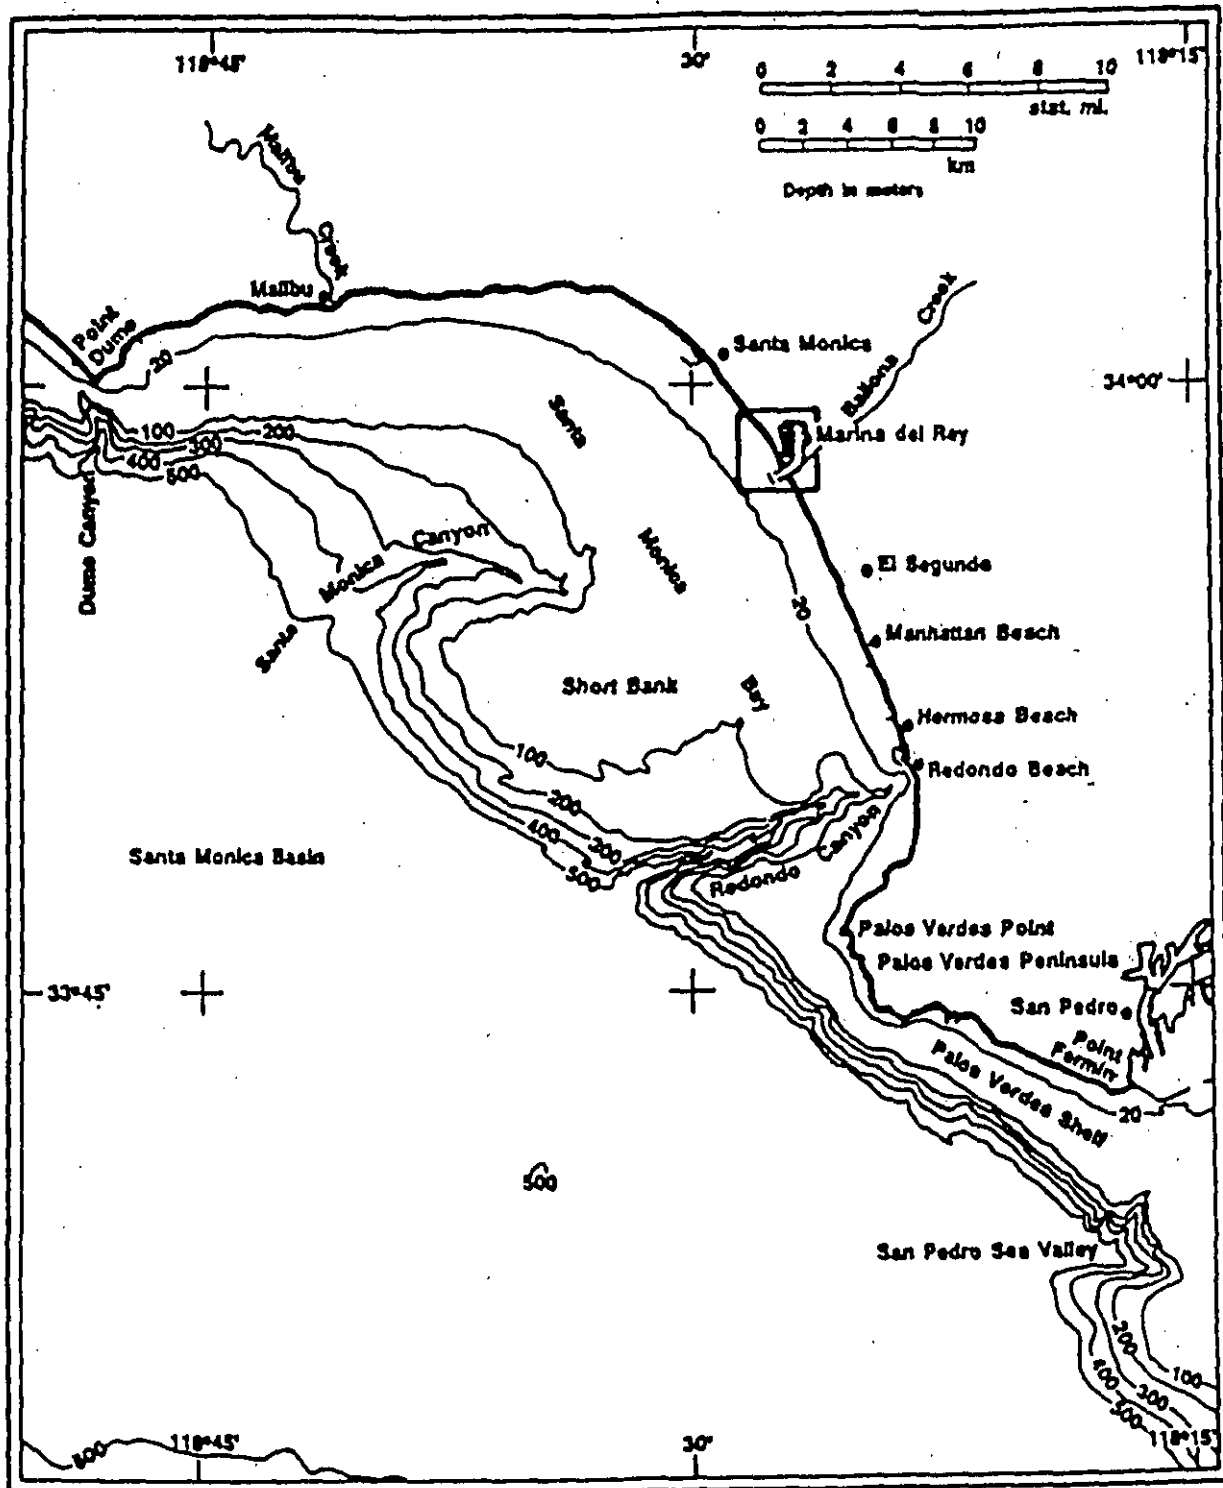 118°45'
30'
118°15'
0 2 4 6 8 10
stat. mi.
0 2 4 6 8 10
km
Depth in meters
Malibu
Creek
Malibu
Point
Dume
20
Santa Monica
Ballona
Creek
34°00'
Marina del Rey
Santa
Monica
Bay
100
200
300
400
500
Dume Canyon
Santa
Monica
Canyon
El Segundo
20
Manhattan Beach
Short Bank
Hermosa Beach
Redondo Beach
100
200
400
200
500
Redondo
Canyon
Santa Monica Basin
Palos Verdes Point
Palos Verdes Peninsula
33°45'
San Pedro
Point
Fermin
Palos Verdes Shelf
20
500
San Pedro Sea Valley
200
100
400
300
500
500
118°45'
30'
118°15'